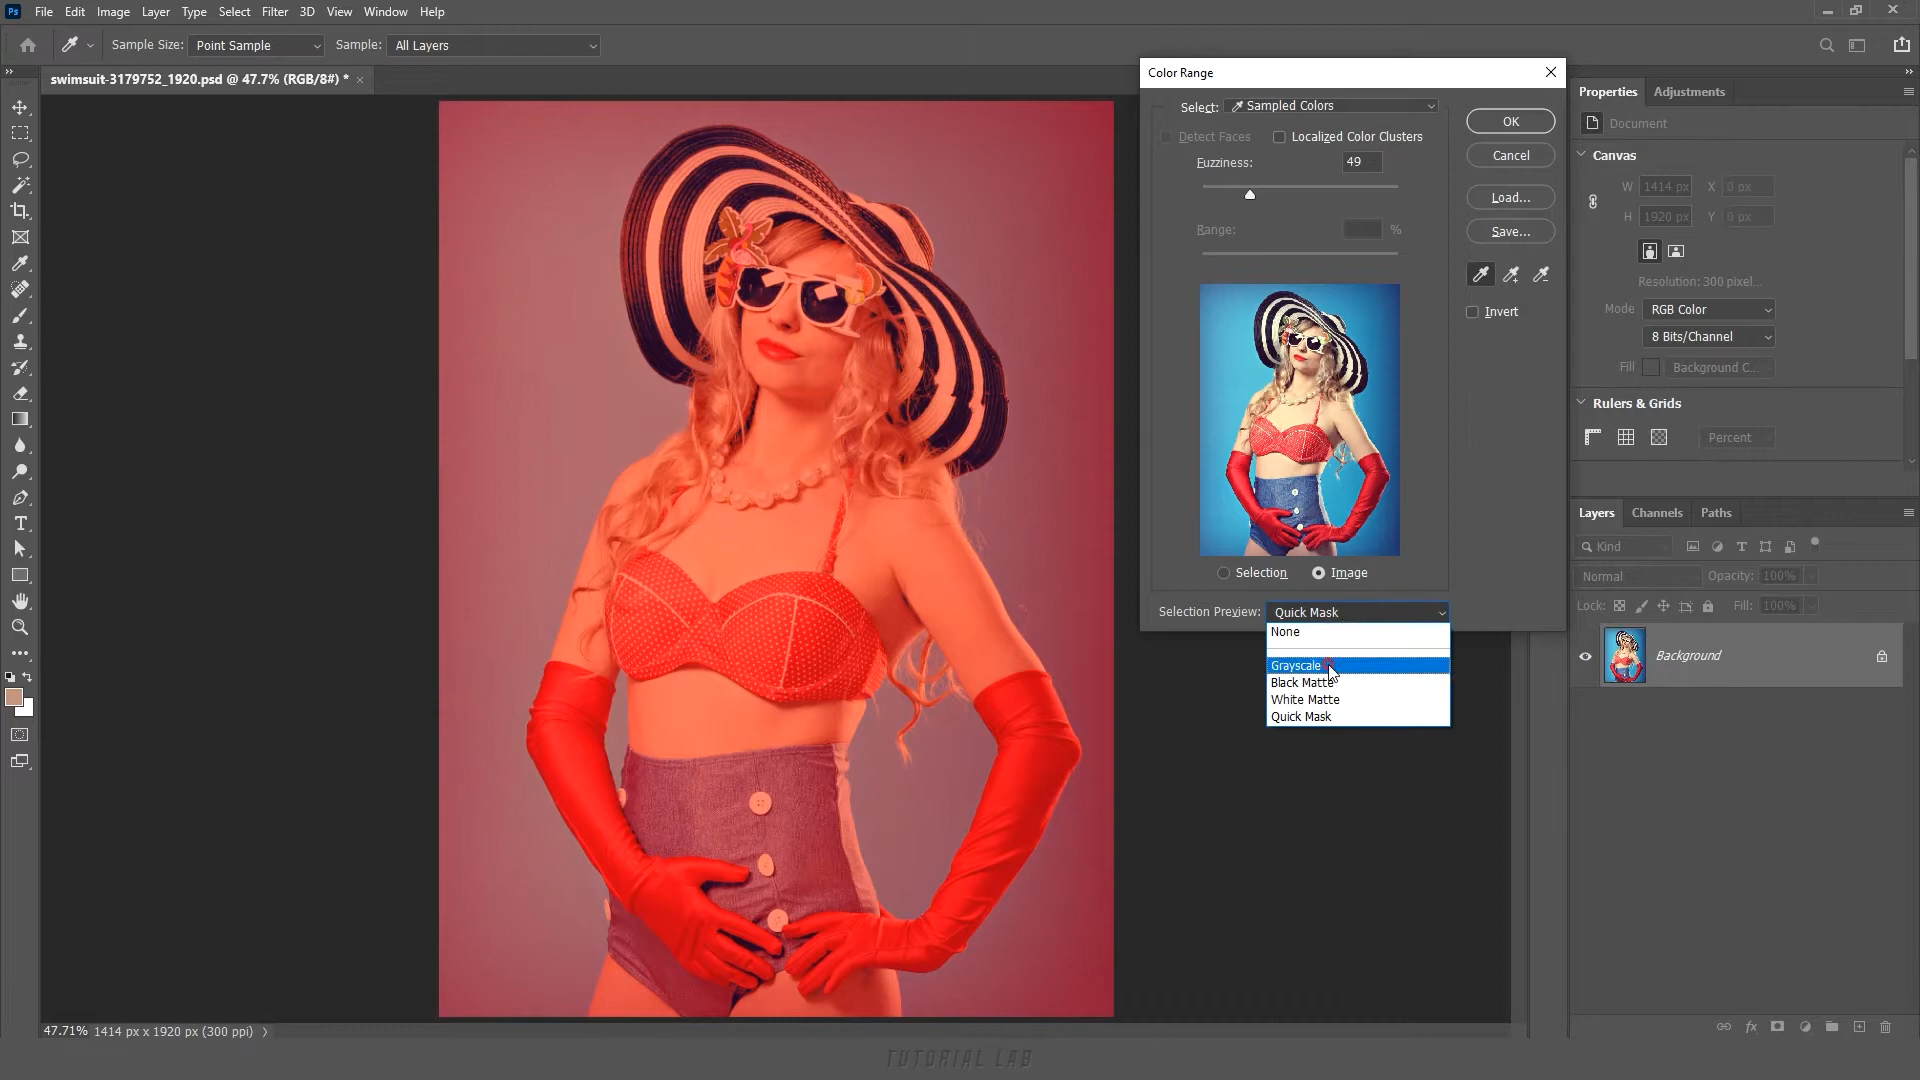 Ps File Edit Image Layer Type Select Filter 3D View Window Help
Sample Size: Point Sample Sample: All Layers
swimsuit-3179752_1920.psd @ 47.7% (RGB/8#) *
Color Range
Select: Sampled Colors
Detect Faces Localized Color Clusters
Fuzziness: 49
Range: %
Selection Image
Selection Preview: Quick Mask
None
Grayscale
Black Matte
White Matte
Quick Mask
OK
Cancel
Load...
Save...
Invert
Properties Adjustments
Document
Canvas
W 1414 px X 0 px
H 1920 px Y 0 px
Resolution: 300 pixel...
Mode RGB Color
8 Bits/Channel
Fill Background C...
Rulers & Grids
Percent
Layers Channels Paths
Kind
Normal Opacity: 100%
Lock: Fill: 100%
Background
fx
47.71% 1414 px x 1920 px (300 ppi)
TUTORIAL LAB